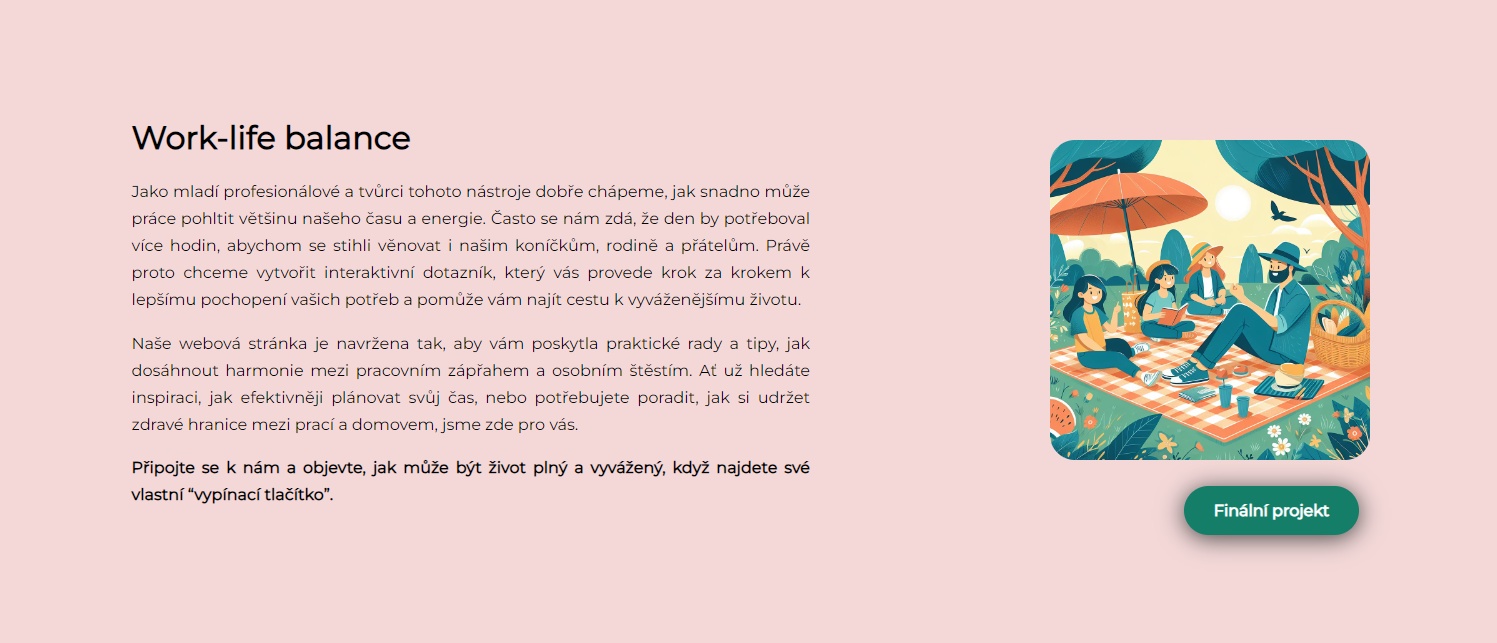 Work-life balance
Jako mladí profesionálové a tvůrci tohoto nástroje dobře chápeme, jak snadno může
práce pohltit většinu našeho času a energie. Často se nám zdá, že den by potřeboval
více hodin, abychom se stihli věnovat i našim koníčkům, rodině a přátelům. Právě
proto chceme vytvořit interaktivní dotazník, který vás provede krok za krokem k
lepšímu pochopení vašich potřeb a pomůže vám najít cestu k vyváženějšímu životu.
Naše webová stránka je navržena tak, aby vám poskytla praktické rady a tipy, jak
dosáhnout harmonie mezi pracovním zápřahem a osobním štěstím. Ať už hledáte
inspiraci, jak efektivněji plánovat svůj čas, nebo potřebujete poradit, jak si udržet
zdravé hranice mezi prací a domovem, jsme zde pro vás.
Připojte se k nám a objevte, jak může být život plný a vyvážený, když najdete své
vlastní “vypínací tlačítko”.
Finální projekt